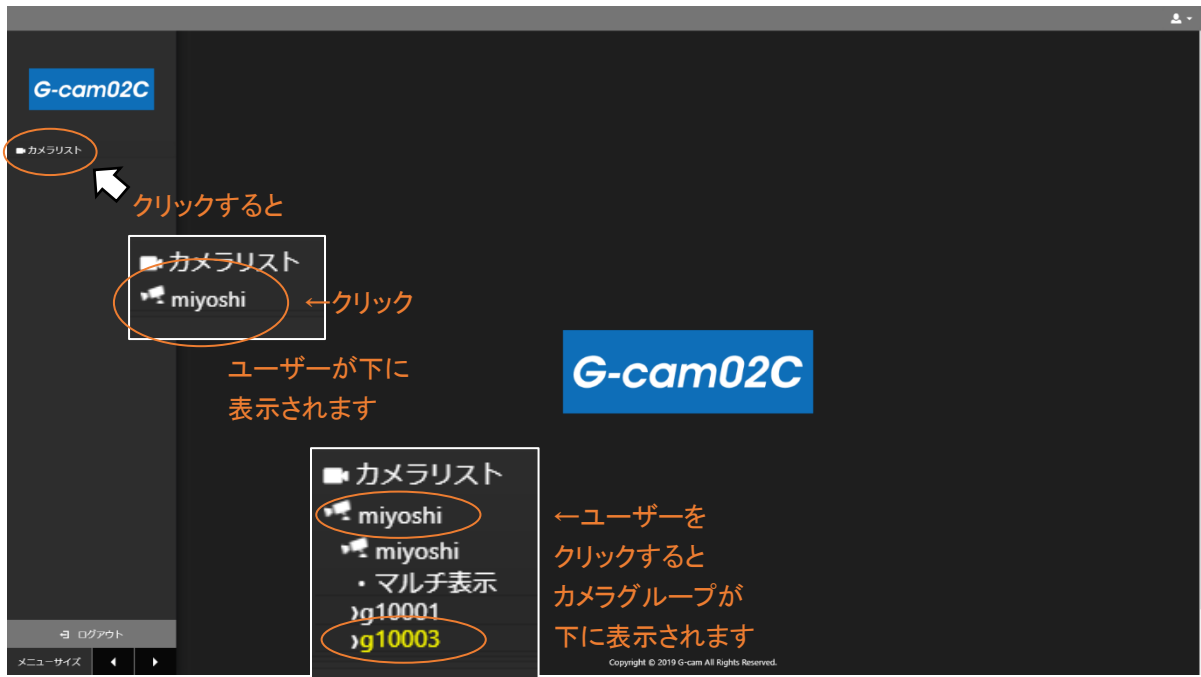 G-cam02C
カメラリスト
クリックすると
カメラリスト
miyoshi
←クリック
ユーザーが下に
表示されます
G-cam02C
カメラリスト
miyoshi
miyoshi
・マルチ表示
›g10001
›g10003
←ユーザーを
クリックすると
カメラグループが
下に表示されます
ログアウト
メニューサイズ
Copyright © 2019 G-cam All Rights Reserved.